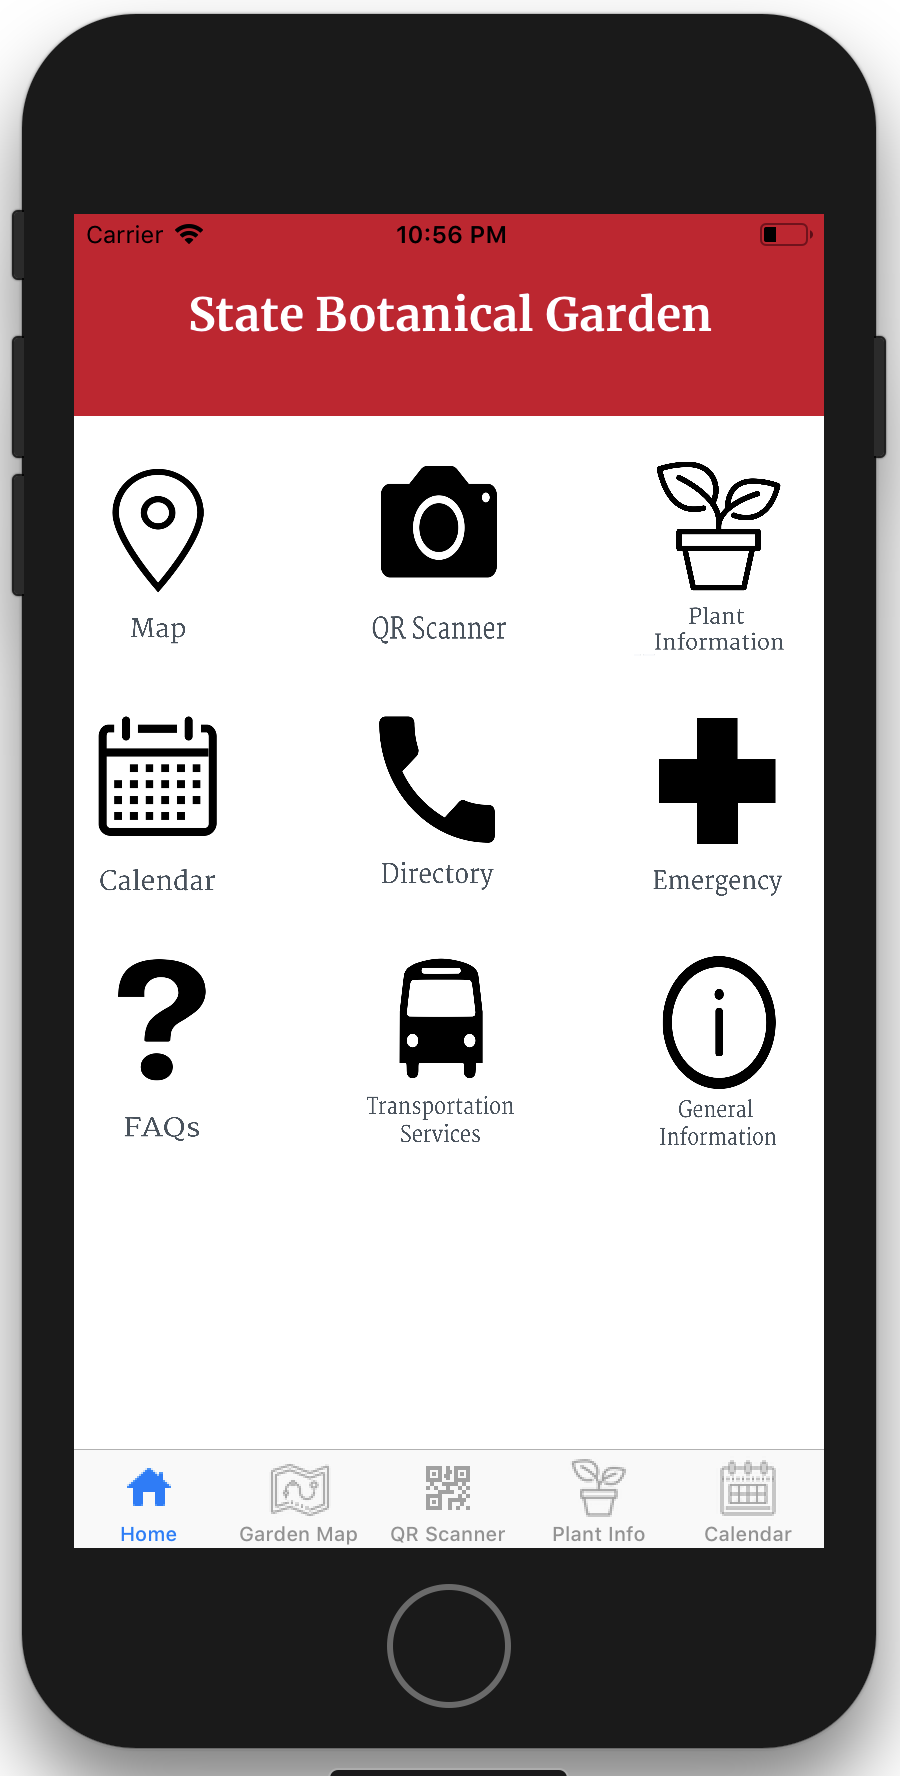 Carrier 10:56 PM
State Botanical Garden
Map
QR Scanner
Plant
Information
Calendar
Directory
Emergency
FAQs
Transportation
Services
General
Information
Home
Garden Map
QR Scanner
Plant Info
Calendar